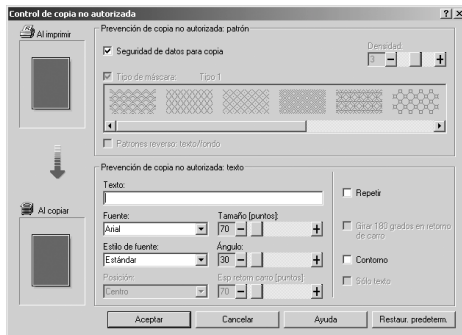 Control de copia no autorizada
Al imprimir
Al copiar
Prevención de copia no autorizada: patrón
Seguridad de datos para copia
Densidad:
3
Tipo de máscara: Tipo 1
Patrones reverso: texto/fondo
Prevención de copia no autorizada: texto
Texto:
Fuente:
Arial
Tamaño [puntos]:
70
Estilo de fuente:
Estándar
Ángulo:
30
Posición:
Centro
Esp retorn carro [puntos]
70
Repetir
Girar 180 grados en retorno
de carro
Contorno
Sólo texto
Aceptar
Cancelar
Ayuda
Restaur. predeterm.